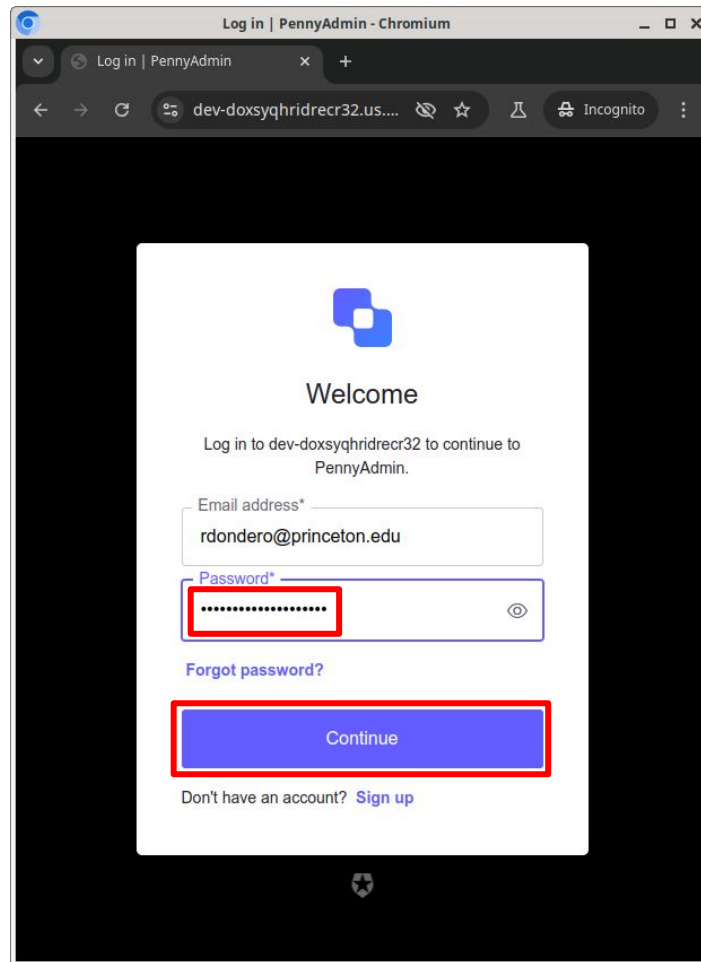 Log in | PennyAdmin - Chromium
Log in | PennyAdmin
dev-doxsyqhridrecr32.us....
Incognito
Welcome
Log in to dev-doxsyqhridrecr32 to continue to
PennyAdmin.
Email address*
rdondero@princeton.edu
Password*
••••••••••••••••••••
Forgot password?
Continue
Don't have an account? Sign up